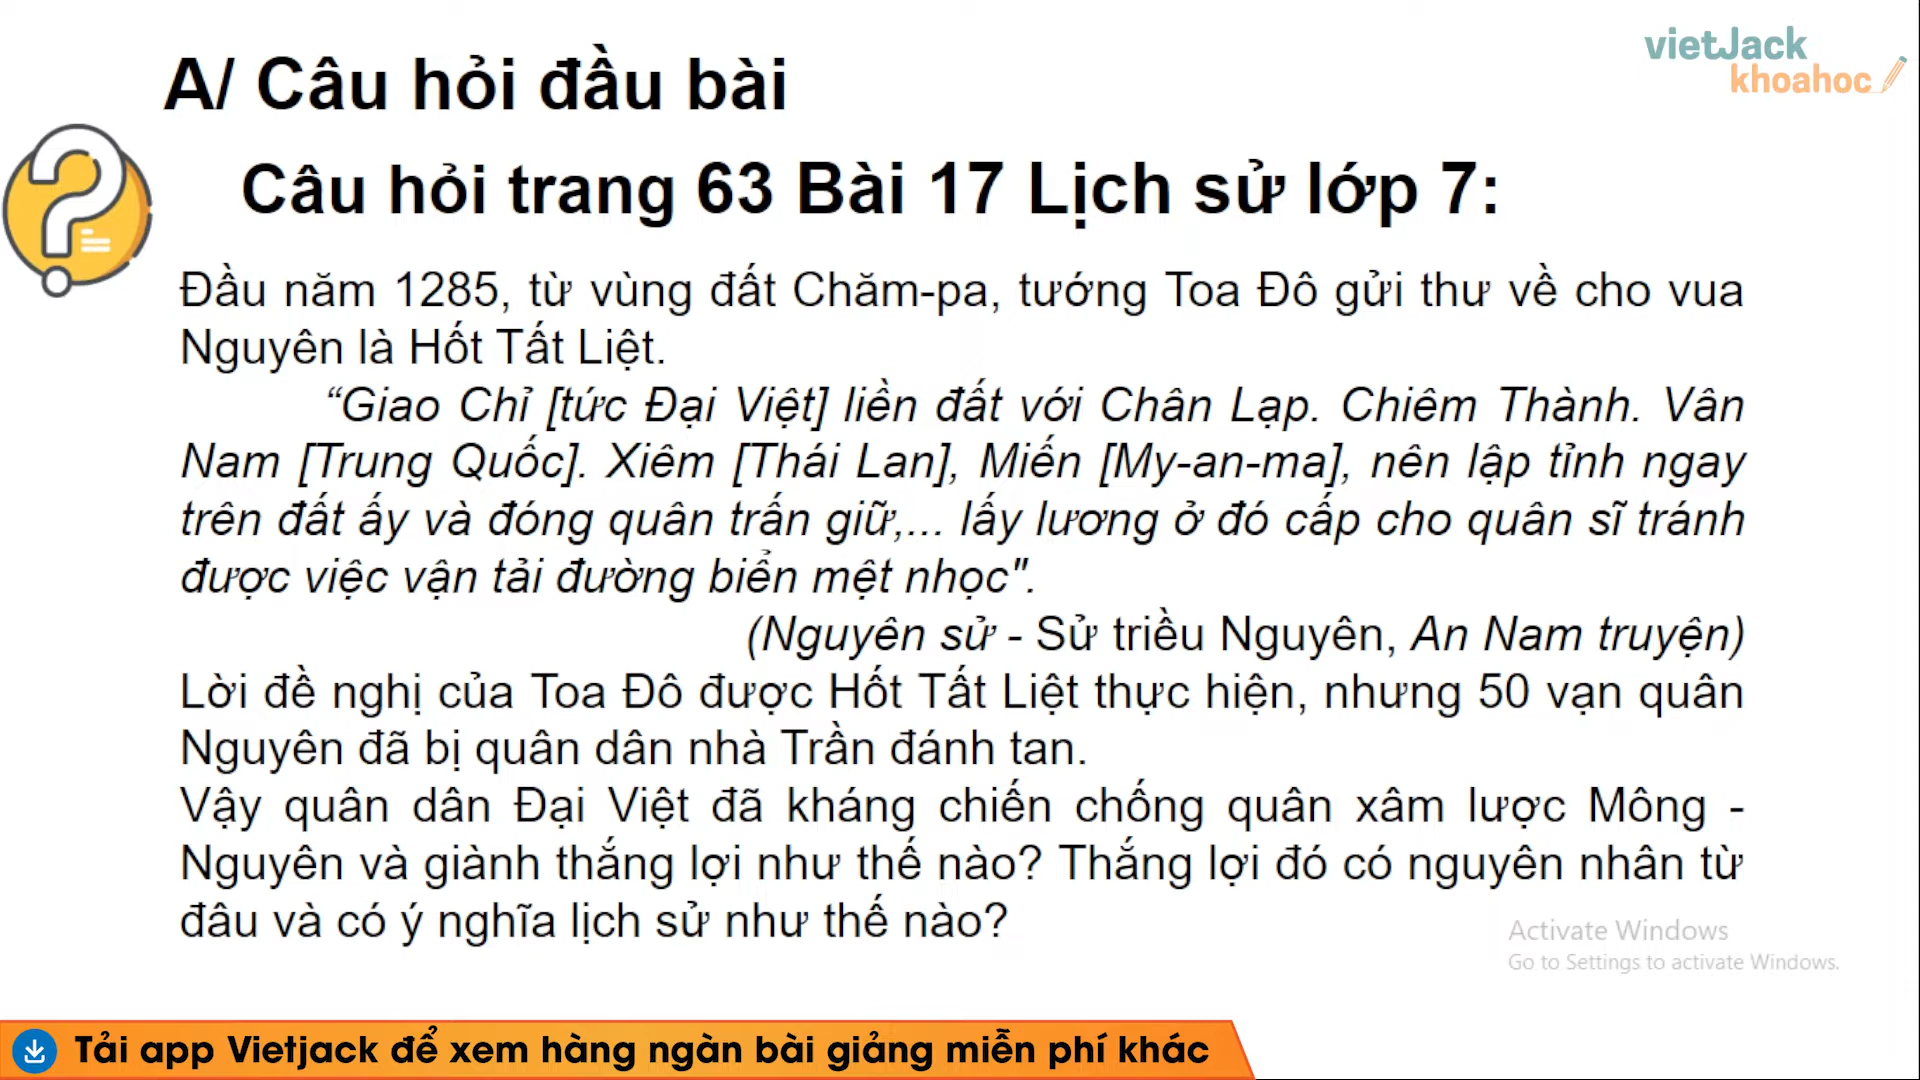 vietJack
khoahoc
A/ Câu hỏi đầu bài
Câu hỏi trang 63 Bài 17 Lịch sử lớp 7:
Đầu năm 1285, từ vùng đất Chăm-pa, tướng Toa Đô gửi thư về cho vua
Nguyên là Hốt Tất Liệt.
“Giao Chỉ [tức Đại Việt] liền đất với Chân Lạp. Chiêm Thành. Vân
Nam [Trung Quốc]. Xiêm [Thái Lan], Miến [My-an-ma], nên lập tỉnh ngay
trên đất ấy và đóng quân trấn giữ,... lấy lương ở đó cấp cho quân sĩ tránh
được việc vận tải đường biển mệt nhọc".
(Nguyên sử - Sử triều Nguyên, An Nam truyện)
Lời đề nghị của Toa Đô được Hốt Tất Liệt thực hiện, nhưng 50 vạn quân
Nguyên đã bị quân dân nhà Trần đánh tan.
Vậy quân dân Đại Việt đã kháng chiến chống quân xâm lược Mông -
Nguyên và giành thắng lợi như thế nào? Thắng lợi đó có nguyên nhân từ
đâu và có ý nghĩa lịch sử như thế nào?
Activate Windows
Go to Settings to activate Windows.
Tải app Vietjack để xem hàng ngàn bài giảng miễn phí khác